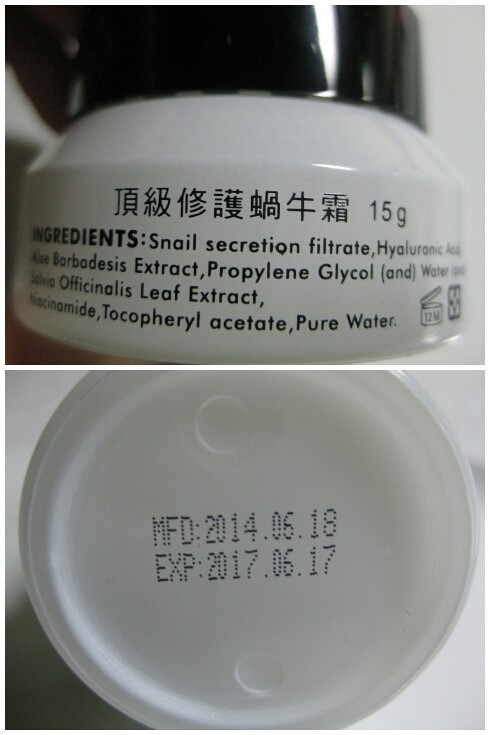 頂級修護蝸牛霜 15g
INGREDIENTS:Snail secretion filtrate,Hyaluronic Acid,
Aloe Barbadesis Extract,Propylene Glycol (and) Water (and)
Salvia Officinalis Leaf Extract,
Niacinamide,Tocopheryl acetate,Pure Water.
12M
MFD:2014.06.18
EXP:2017.06.17